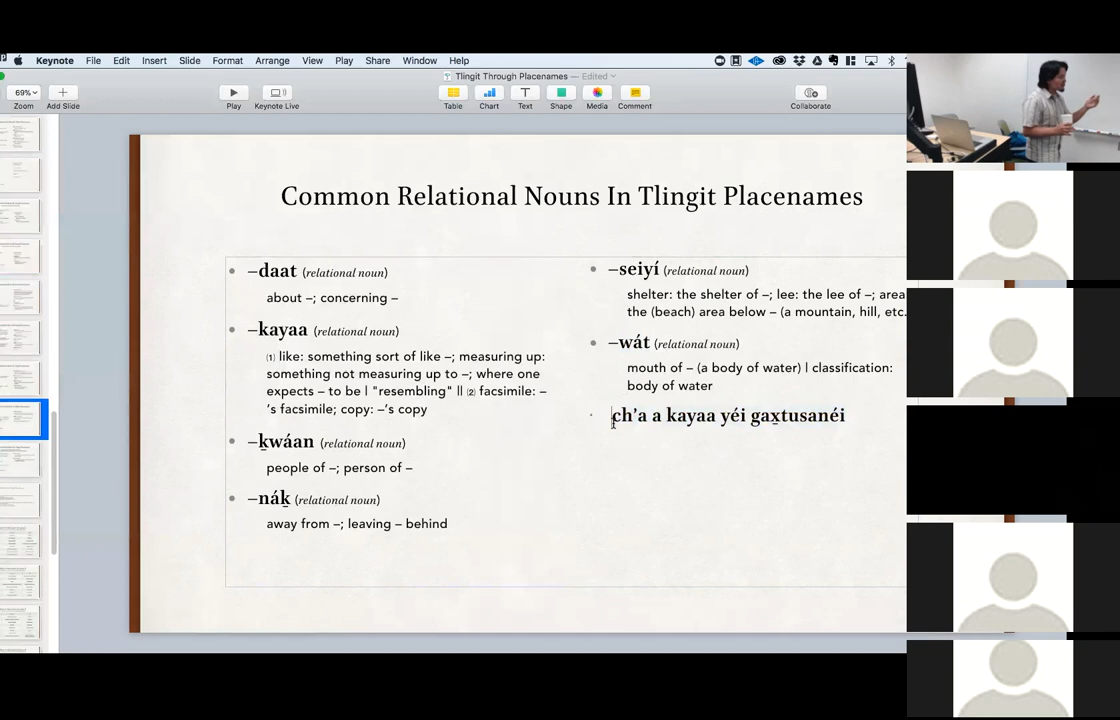 Keynote File Edit Insert Slide Format Arrange View Play Share Window Help
Tlingit Through Placenames — Edited
69%
Zoom Add Slide Play Keynote Live Table Chart Text Shape Media Comment Collaborate
Common Relational Nouns In Tlingit Placenames
–daat (relational noun)
about –; concerning –
–kayaa (relational noun)
(1) like: something sort of like –; measuring up:
something not measuring up to –; where one
expects – to be | "resembling" || (2) facsimile: –
's facsimile; copy: –'s copy
–ḵwáan (relational noun)
people of –; person of –
–náḵ (relational noun)
away from –; leaving – behind
–seiyí (relational noun)
shelter: the shelter of –; lee: the lee of –; area
the (beach) area below – (a mountain, hill, etc.
–wát (relational noun)
mouth of – (a body of water) | classification:
body of water
ch’a a kayaa yéi gax̱tusanéi